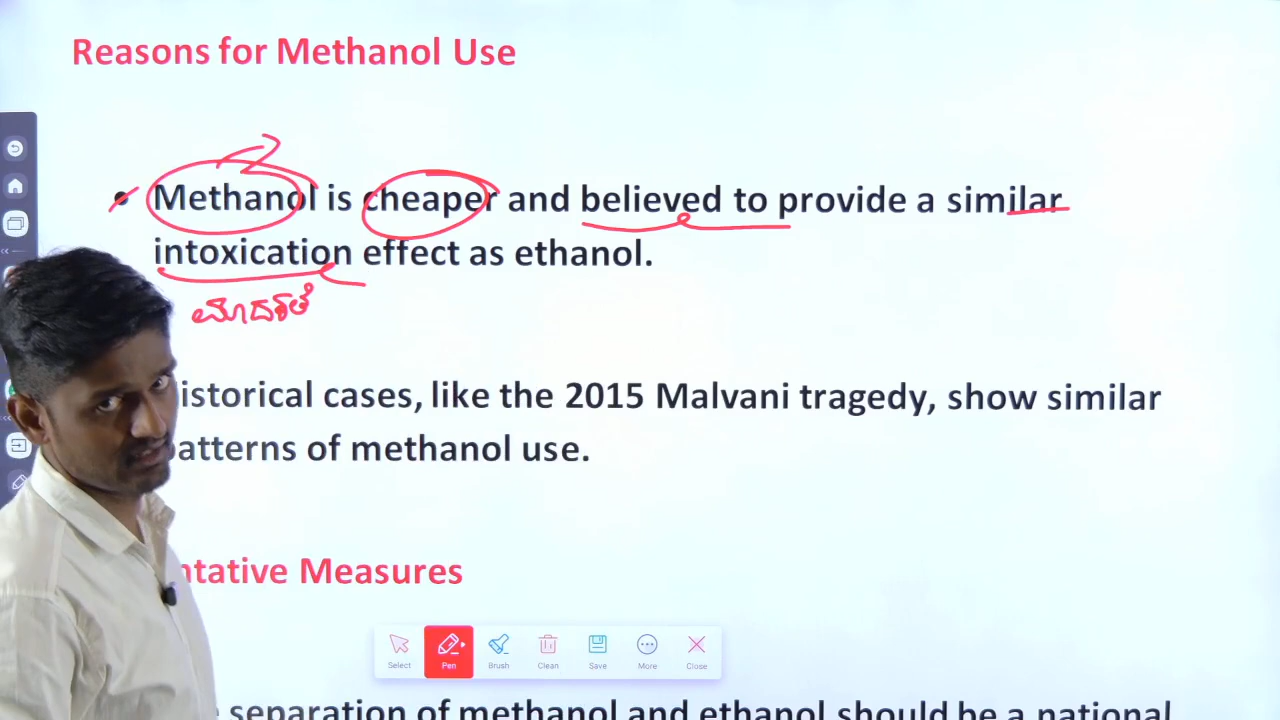 Reasons for Methanol Use
• Methanol is cheaper and believed to provide a similar
intoxication effect as ethanol.
ಮಾದಕತೆ
istorical cases, like the 2015 Malvani tragedy, show similar
atterns of methanol use.
ntative Measures
Select Pen Brush Clean Save More Close
separation of methanol and ethanol should be a national